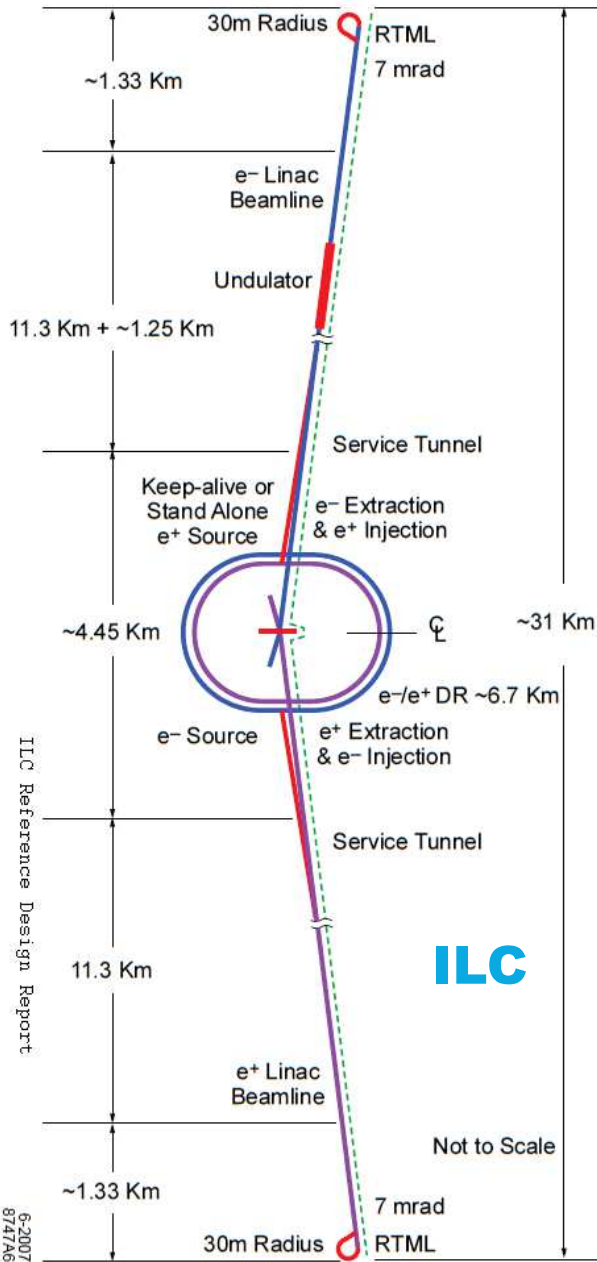 30m Radius
RTML
7 mrad
~1.33 Km
e– Linac
Beamline
Undulator
11.3 Km + ~1.25 Km
Service Tunnel
Keep-alive or
Stand Alone
e+ Source
e– Extraction
& e+ Injection
~4.45 Km
℄
~31 Km
e–/e+ DR ~6.7 Km
e– Source
e+ Extraction
& e– Injection
Service Tunnel
ILC Reference Design Report
11.3 Km
ILC
e+ Linac
Beamline
Not to Scale
~1.33 Km
7 mrad
30m Radius
RTML
6-2007
8747A6